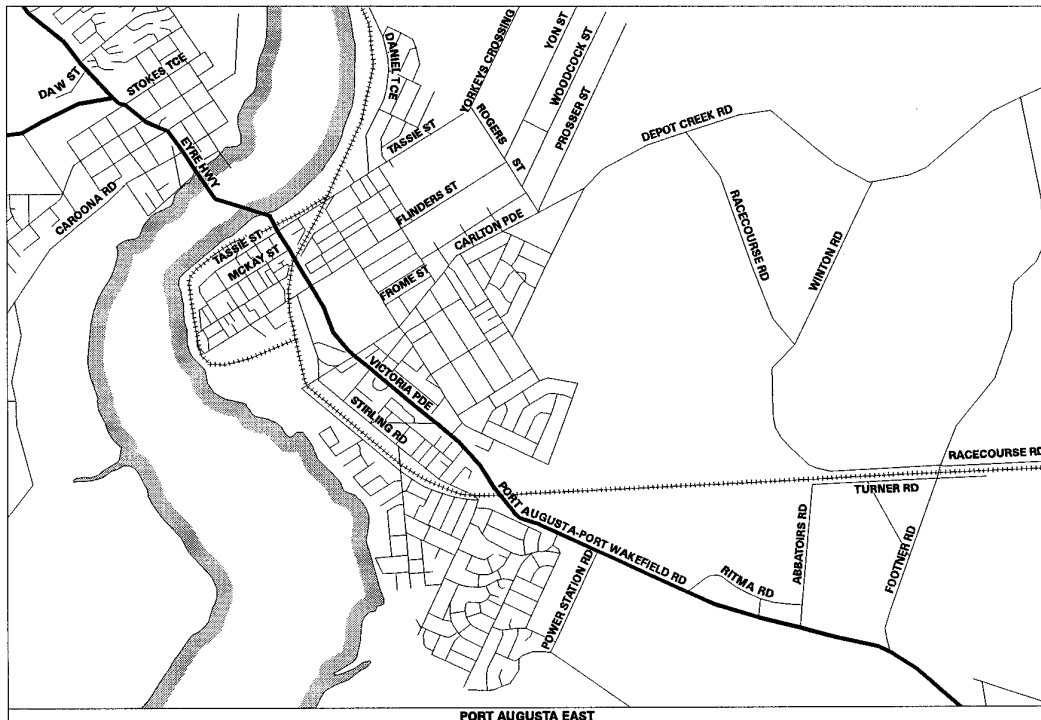 DAW ST
STOKES TCE
EYRE HWY
CAROONA RD
DANIEL TCE
TASSIE ST
YORKEYS CROSSING
YON ST
WOODCOCK ST
PROSSER ST
ROGERS ST
FLINDERS ST
CARLTON PDE
TASSIE ST
MCKAY ST
FROME ST
DEPOT CREEK RD
RACECOURSE RD
WINTON RD
VICTORIA PDE
STIRLING RD
RACECOURSE RD
TURNER RD
PORT AUGUSTA-PORT WAKEFIELD RD
ABBATOIRS RD
FOOTNER RD
RITMA RD
POWER STATION RD
PORT AUGUSTA EAST